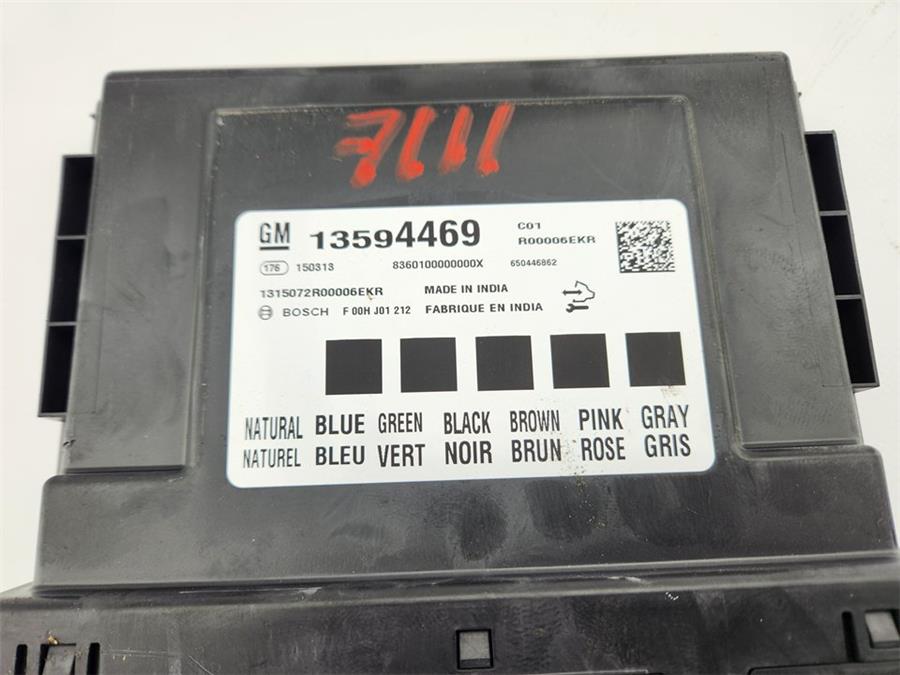 7111
GM 13594469 C01
R00006EKR
176 150313 8360100000000X 650446862
1315072R00006EKR MADE IN INDIA
BOSCH F 00H J01 212 FABRIQUE EN INDIA
NATURAL BLUE GREEN BLACK BROWN PINK GRAY
NATUREL BLEU VERT NOIR BRUN ROSE GRIS